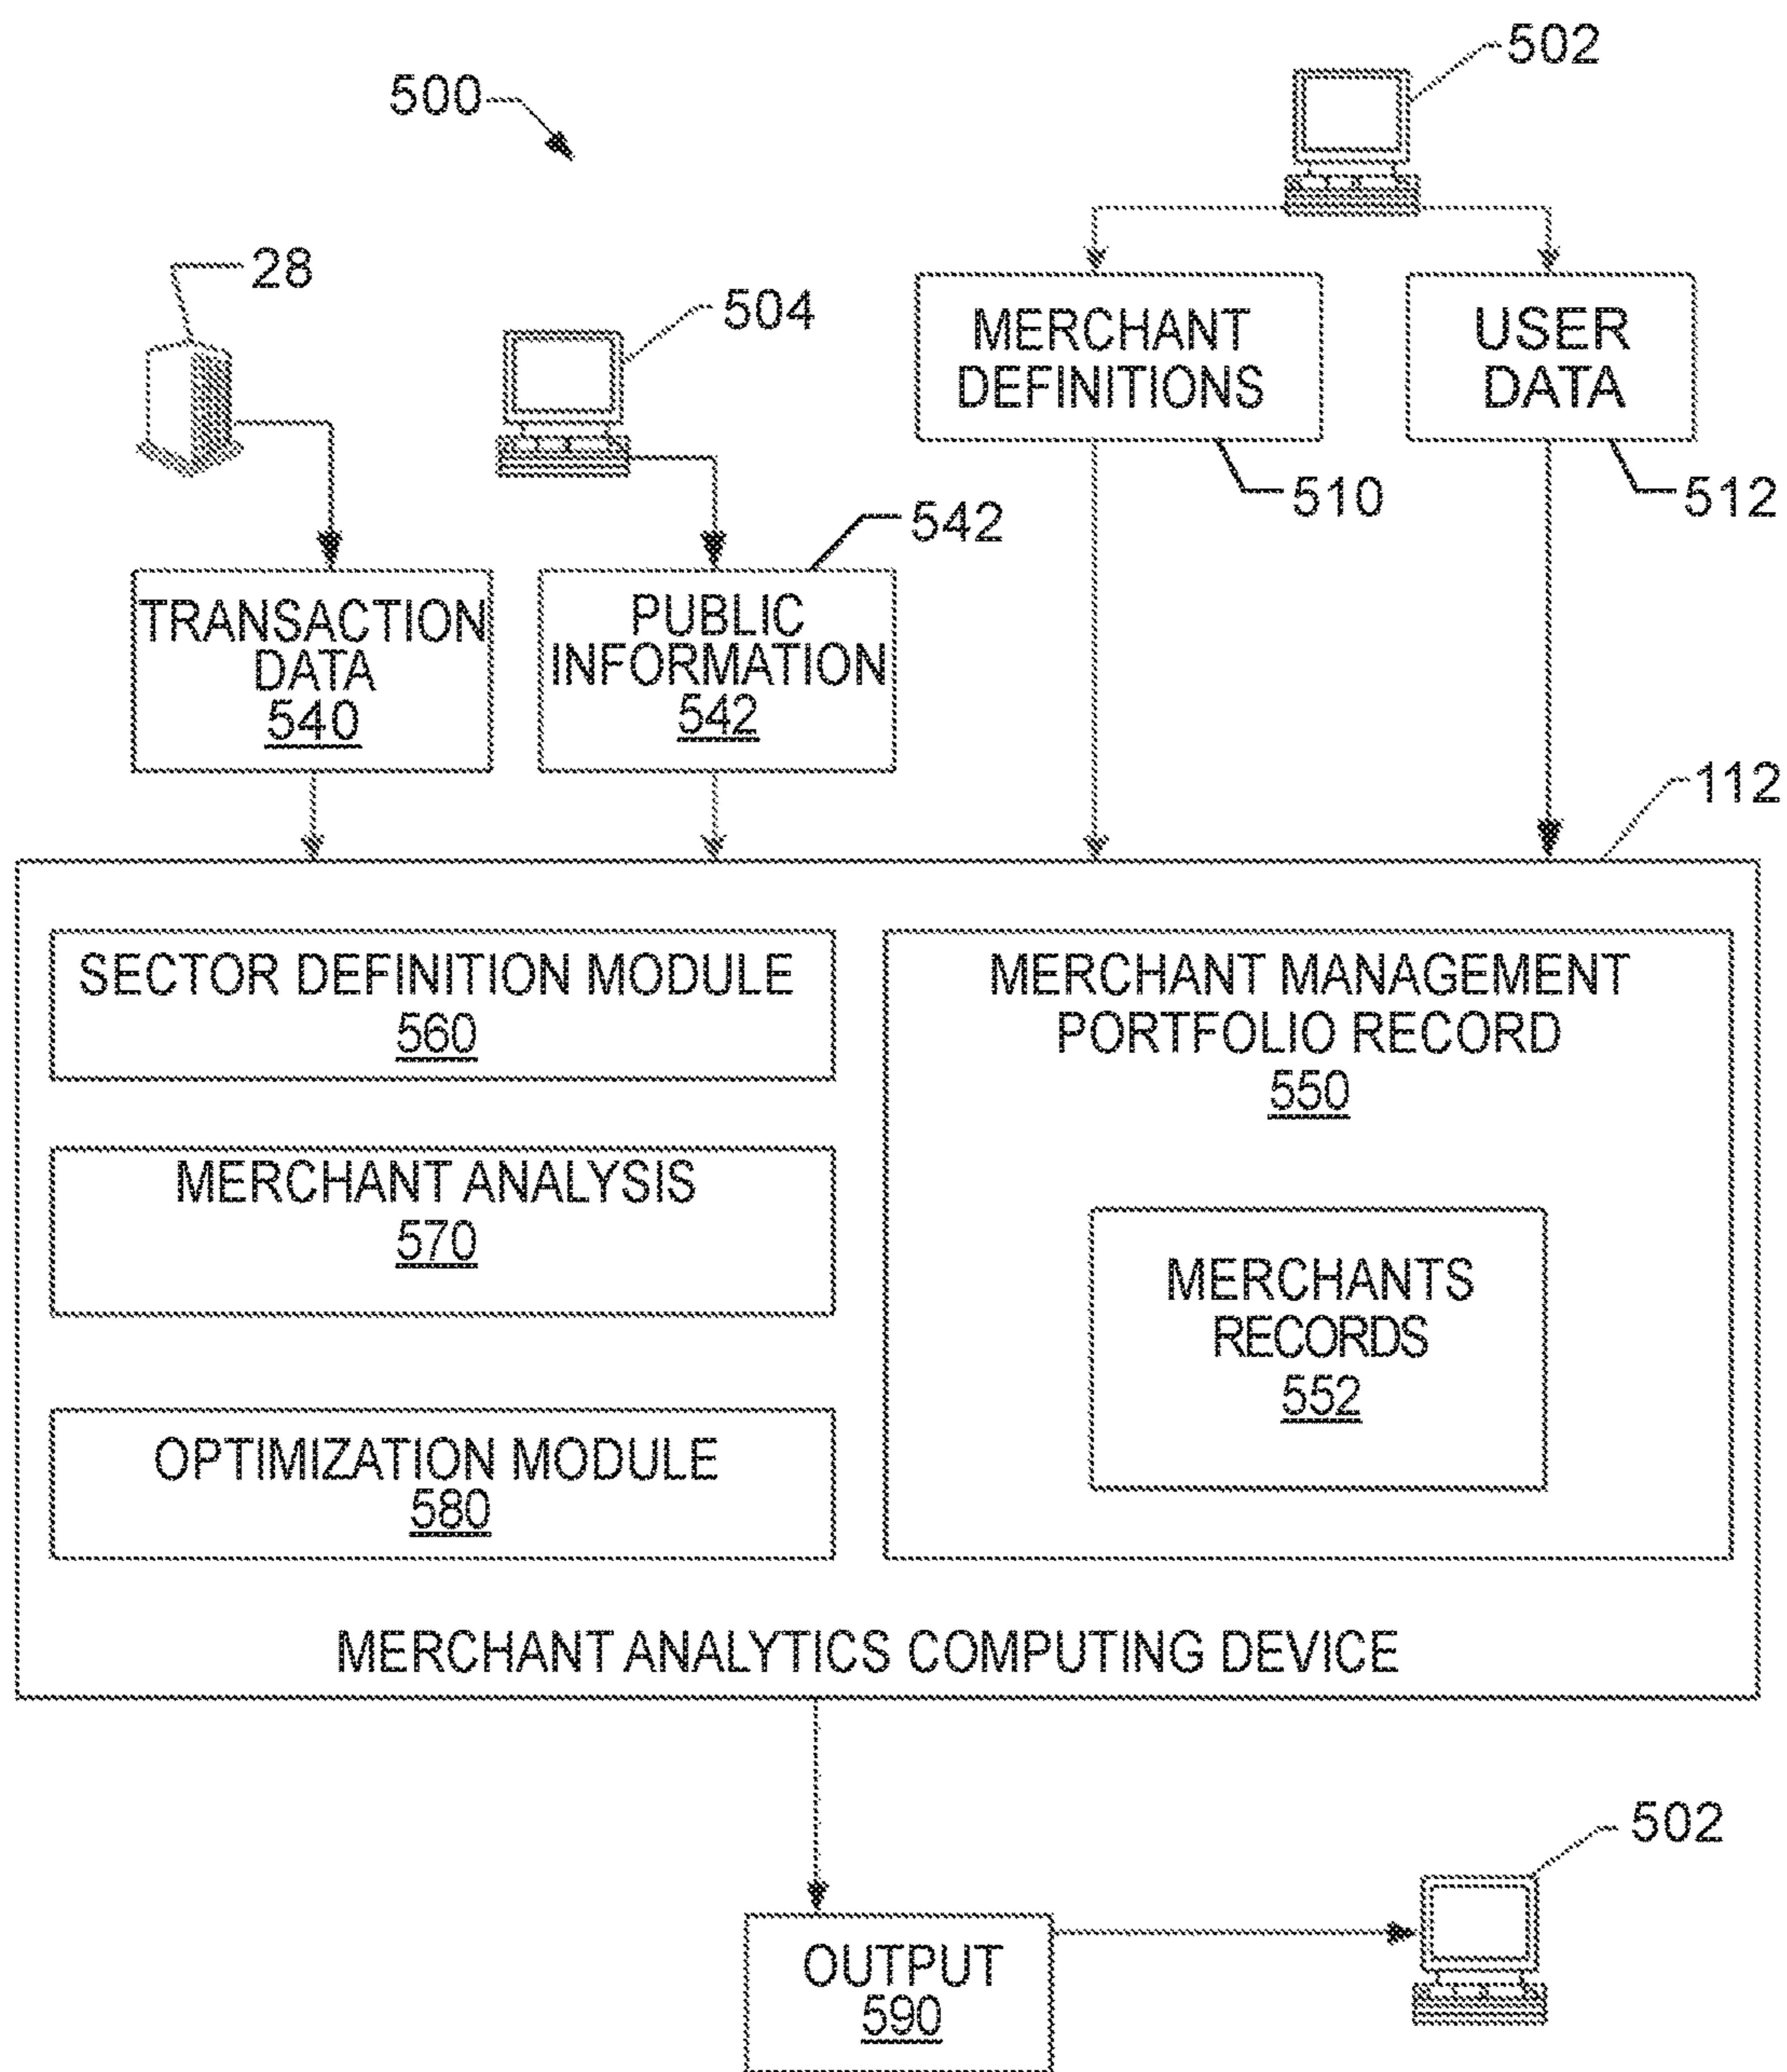 502
500
28
504
MERCHANT
DEFINITIONS
USER
DATA
510
512
542
TRANSACTION
DATA
540
PUBLIC
INFORMATION
542
112
SECTOR DEFINITION MODULE
560
MERCHANT MANAGEMENT
PORTFOLIO RECORD
550
MERCHANT ANALYSIS
570
MERCHANTS
RECORDS
552
OPTIMIZATION MODULE
580
MERCHANT ANALYTICS COMPUTING DEVICE
502
OUTPUT
590